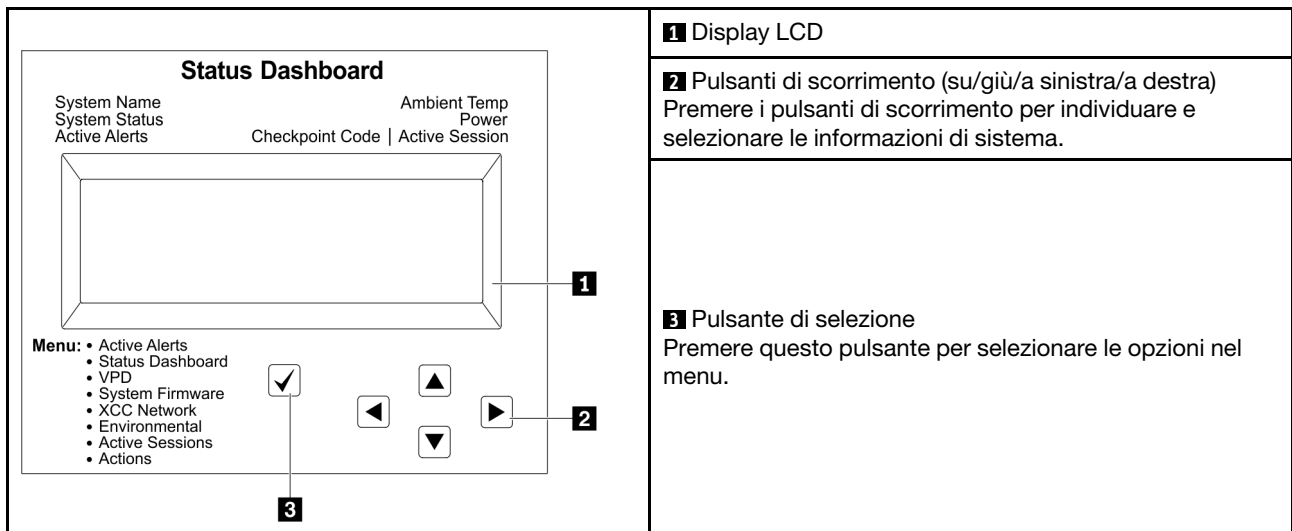 Status Dashboard
System Name
System Status
Active Alerts
Ambient Temp
Power
Checkpoint Code | Active Session
1
Menu: • Active Alerts
• Status Dashboard
• VPD
• System Firmware
• XCC Network
• Environmental
• Active Sessions
• Actions
2
3
1 Display LCD
2 Pulsanti di scorrimento (su/giù/a sinistra/a destra)
Premere i pulsanti di scorrimento per individuare e
selezionare le informazioni di sistema.
3 Pulsante di selezione
Premere questo pulsante per selezionare le opzioni nel
menu.